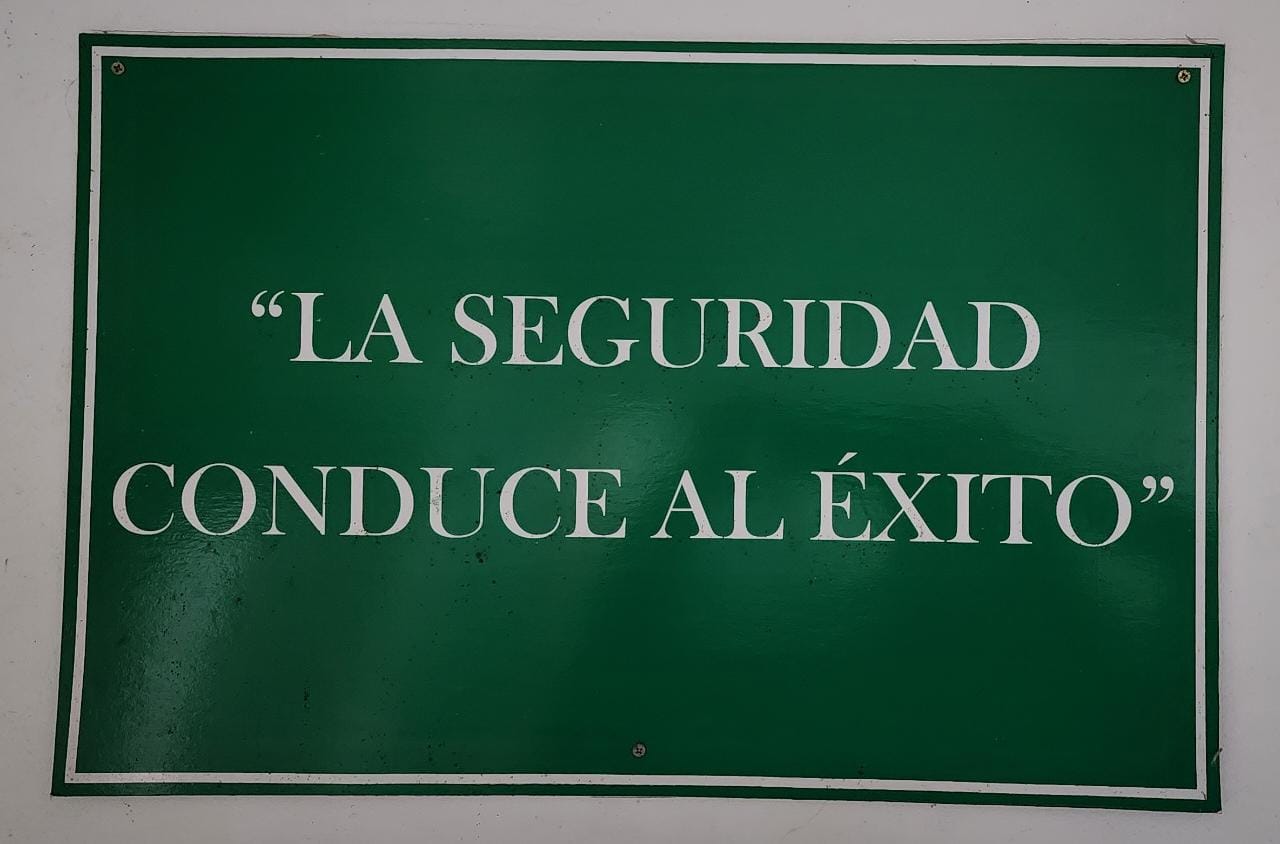 “LA SEGURIDAD
CONDUCE AL ÉXITO”